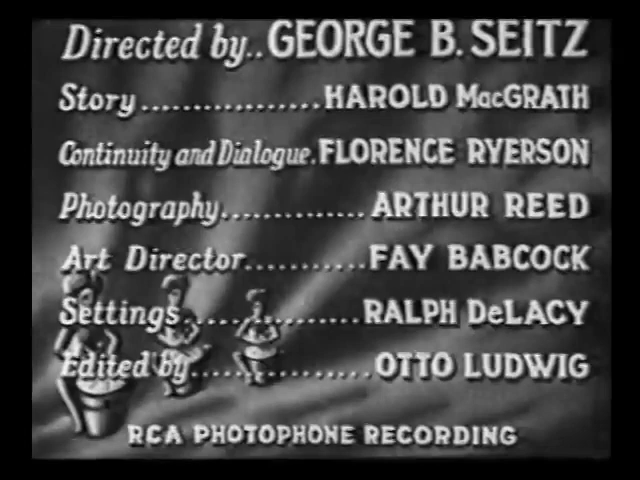 Directed by.. GEORGE B. SEITZ
Story ................. HAROLD MacGRATH
Continuity and Dialogue. FLORENCE RYERSON
Photography.............. ARTHUR REED
Art Director........... FAY BABCOCK
Settings................ RALPH DeLACY
Edited by................. OTTO LUDWIG
RCA PHOTOPHONE RECORDING